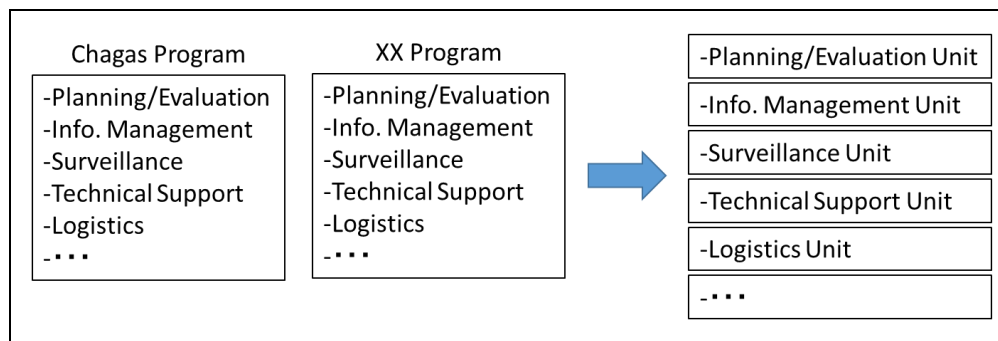 Chagas Program
-Planning/Evaluation
-Info. Management
-Surveillance
-Technical Support
-Logistics
-･･･
XX Program
-Planning/Evaluation
-Info. Management
-Surveillance
-Technical Support
-Logistics
-･･･
-Planning/Evaluation Unit
-Info. Management Unit
-Surveillance Unit
-Technical Support Unit
-Logistics Unit
-･･･